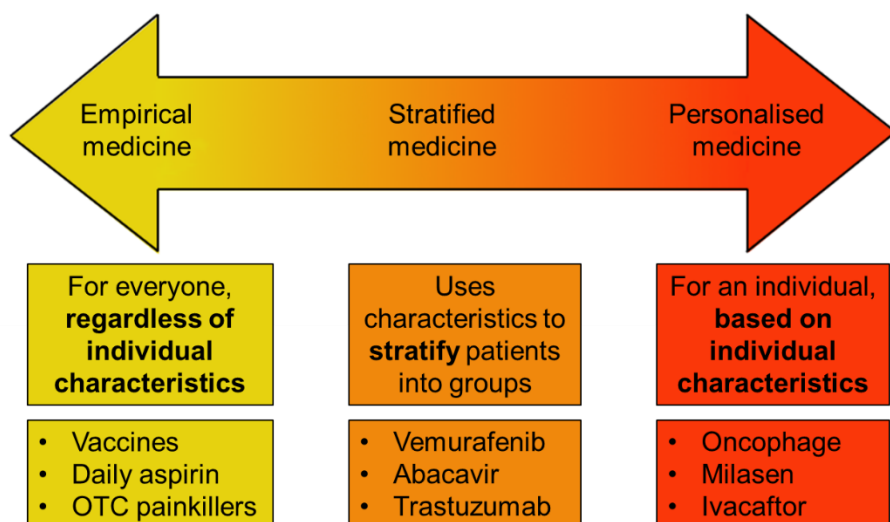 Empirical
medicine
Stratified
medicine
Personalised
medicine
For everyone,
regardless of
individual
characteristics
Uses
characteristics to
stratify patients
into groups
For an individual,
based on
individual
characteristics
• Vaccines
• Daily aspirin
• OTC painkillers
• Vemurafenib
• Abacavir
• Trastuzumab
• Oncophage
• Milasen
• Ivacaftor